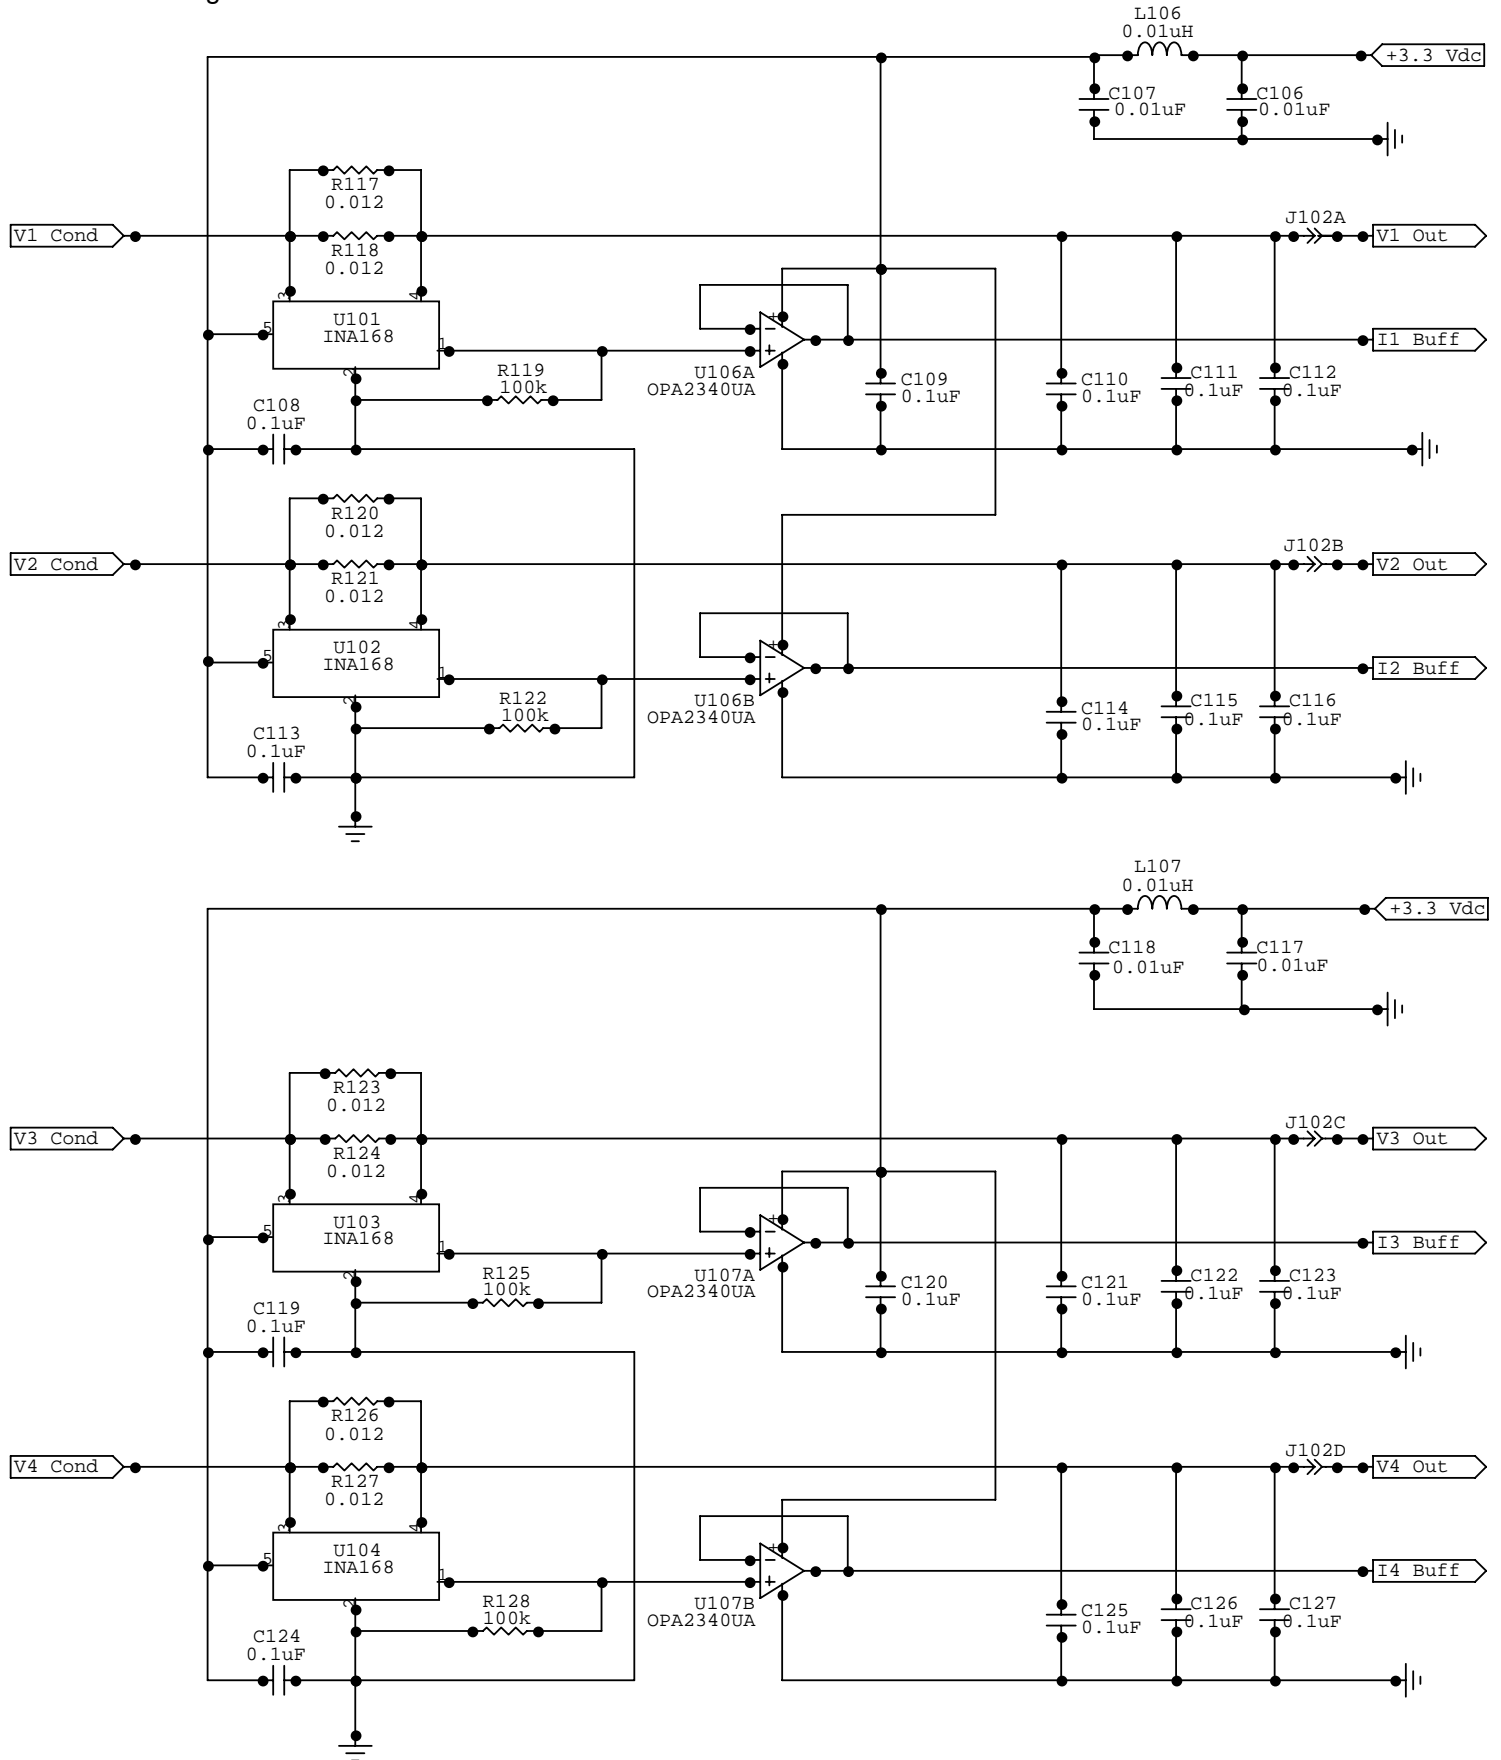 g
L106
0.01uH
+3.3 Vdc
C107
0.01uF
C106
0.01uF
R117
0.012
V1 Cond
R118
0.012
J102A
V1 Out
3
4
5
U101
INA168
1
2
+
−
+
U106A
OPA2340UA
I1 Buff
R119
100k
C108
0.1uF
C109
0.1uF
C110
0.1uF
C111
0.1uF
C112
0.1uF
R120
0.012
V2 Cond
R121
0.012
J102B
V2 Out
3
4
5
U102
INA168
1
2
+
−
+
U106B
OPA2340UA
I2 Buff
R122
100k
C113
0.1uF
C114
0.1uF
C115
0.1uF
C116
0.1uF
L107
0.01uH
+3.3 Vdc
C118
0.01uF
C117
0.01uF
R123
0.012
V3 Cond
R124
0.012
J102C
V3 Out
3
4
5
U103
INA168
1
2
+
−
+
U107A
OPA2340UA
I3 Buff
R125
100k
C119
0.1uF
C120
0.1uF
C121
0.1uF
C122
0.1uF
C123
0.1uF
R126
0.012
V4 Cond
R127
0.012
J102D
V4 Out
3
4
5
U104
INA168
1
2
+
−
+
U107B
OPA2340UA
I4 Buff
R128
100k
C124
0.1uF
C125
0.1uF
C126
0.1uF
C127
0.1uF